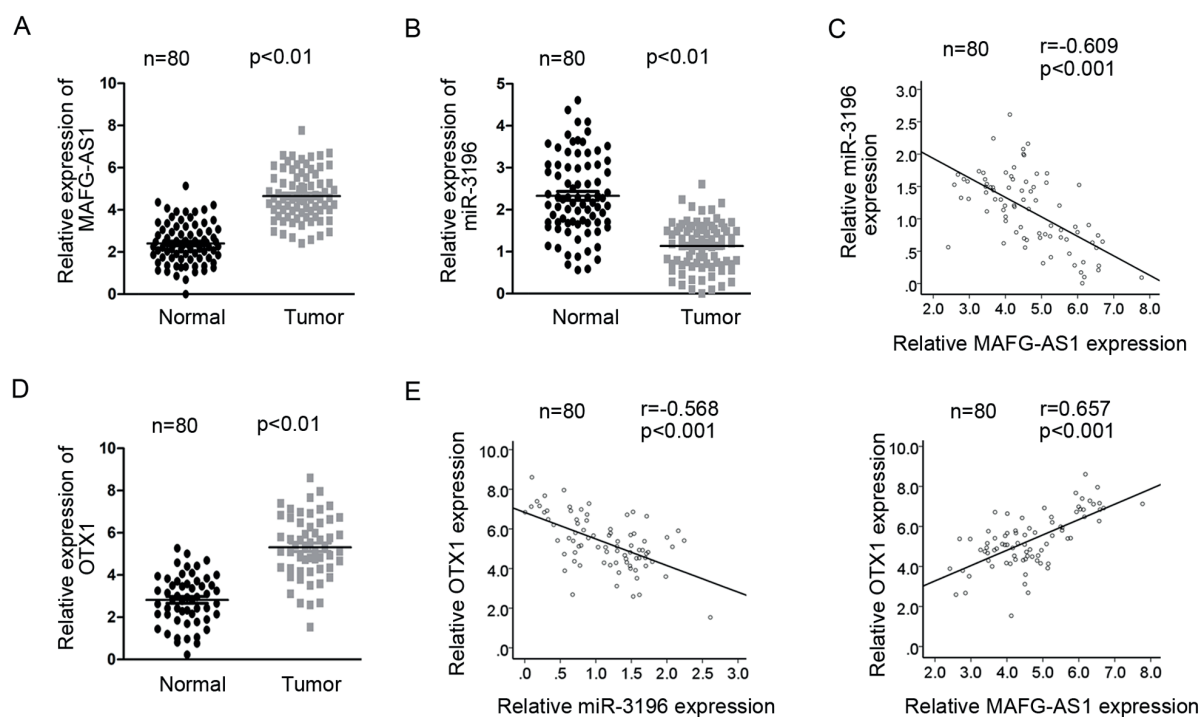 A
n=80 p<0.01
Relative expression of
MAFG-AS1
10
8
6
4
2
0
Normal Tumor
B
n=80 p<0.01
Relative expression of
miR-3196
5
4
3
2
1
0
Normal Tumor
C
n=80 r=-0.609
p<0.001
Relative miR-3196
expression
3.0
2.0
1.5
1.0
.5
.0
2.0 3.0 4.0 5.0 6.0 7.0 8.0
Relative MAFG-AS1 expression
D
n=80 p<0.01
Relative expression of
OTX1
10
8
6
4
2
0
Normal Tumor
E
n=80 r=-0.568
p<0.001
Relative OTX1 expression
10.0
8.0
6.0
4.0
2.0
.0
.0 .5 1.0 1.5 2.0 2.5 3.0
Relative miR-3196 expression
n=80 r=0.657
p<0.001
Relative OTX1 expression
10.0
8.0
6.0
4.0
2.0
.0
2.0 3.0 4.0 5.0 6.0 7.0 8.0
Relative MAFG-AS1 expression